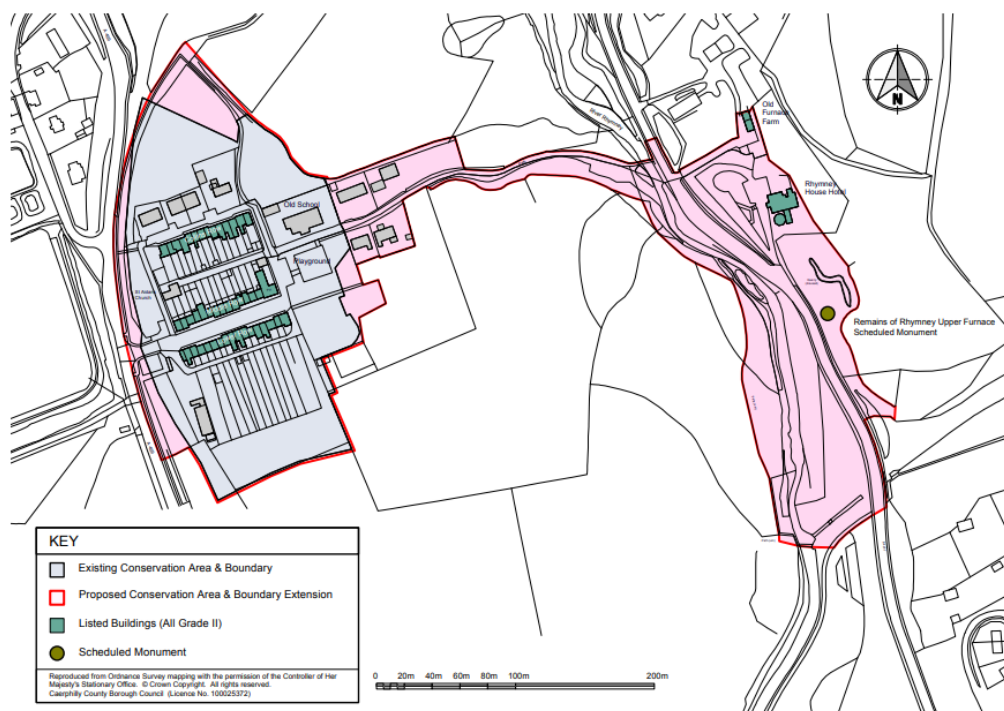 A 469
River Rhymney
Old
Furnace
Farm
N
Rhymney
House Hotel
Old School
Playground
Church
Remains of Rhymney Upper Furnace
Scheduled Monument
KEY
Existing Conservation Area & Boundary
Proposed Conservation Area & Boundary Extension
Listed Buildings (All Grade II)
Scheduled Monument
Reproduced from Ordnance Survey mapping with the permission of the Controller of Her
Majesty's Stationary Office. © Crown Copyright. All rights reserved.
Caerphilly County Borough Council (Licence No. 100025372)
0 20m 40m 60m 80m 100m 200m